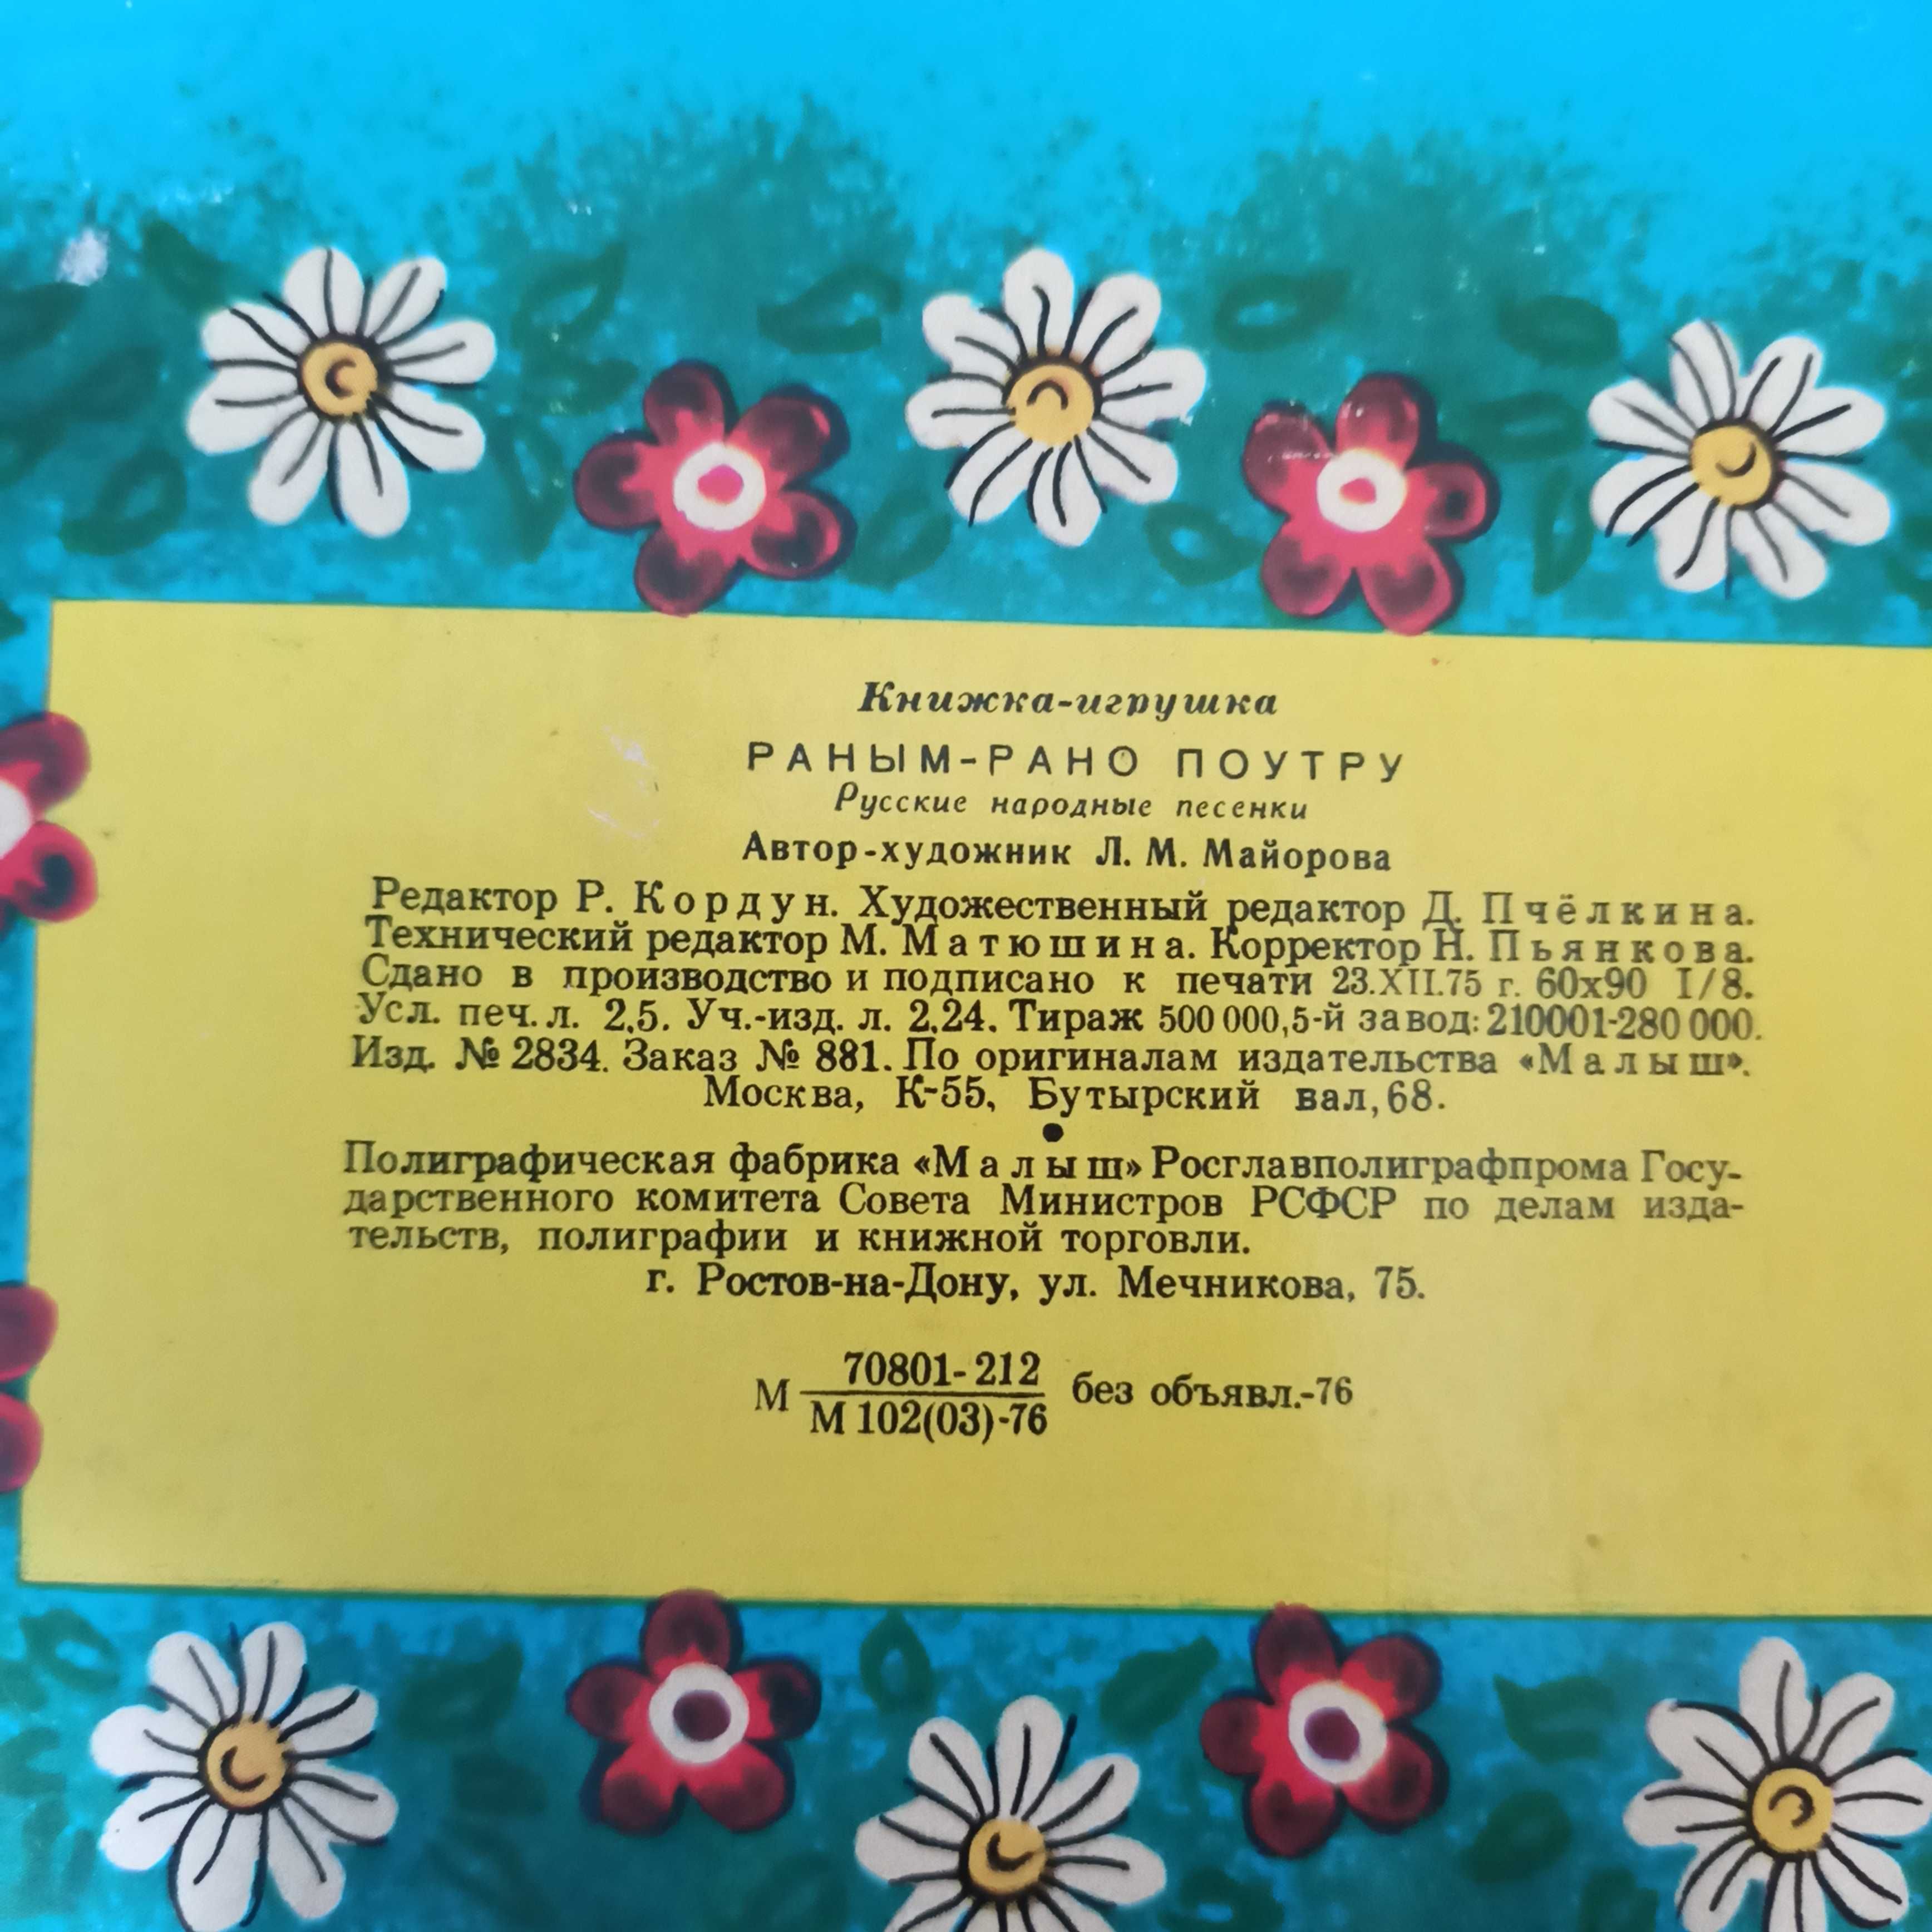 Книжка-игрушка
РАНЫМ-РАНО ПОУТРУ
Русские народные песенки
Автор-художник Л. М. Майорова
Редактор Р. Кордун. Художественный редактор Д. Пчёлкина.
Технический редактор М. Матюшина. Корректор Н. Пьянкова.
Сдано в производство и подписано к печати 23.XII.75 г. 60х90 1/8.
Усл. печ. л. 2,5. Уч.-изд. л. 2,24. Тираж 500 000, 5-й завод: 210001-280 000.
Изд. № 2834. Заказ № 881. По оригиналам издательства «Малыш».
Москва, К-55, Бутырский вал, 68.
Полиграфическая фабрика «Малыш» Росглавполиграфпрома Госу-
дарственного комитета Совета Министров РСФСР по делам изда-
тельств, полиграфии и книжной торговли.
г. Ростов-на-Дону, ул. Мечникова, 75.
70801-212
М без объявл.-76
М 102(03)-76